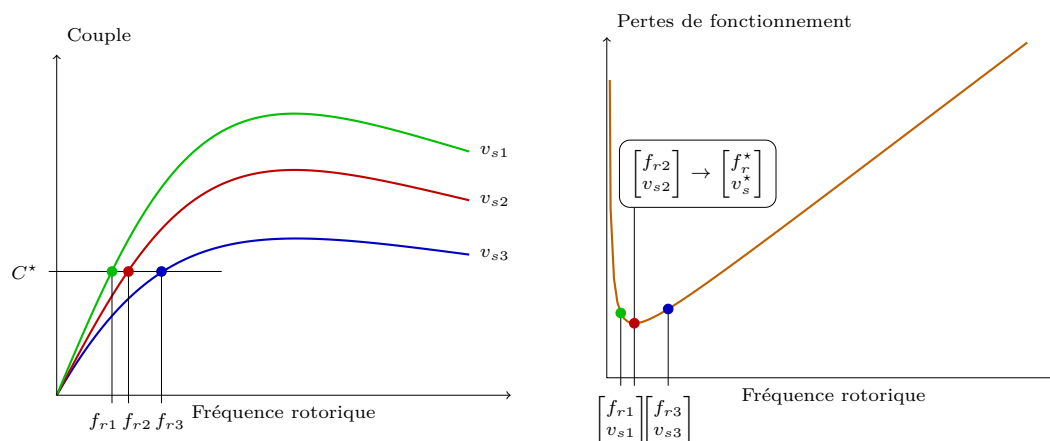 Couple
v_{s1}
v_{s2}
v_{s3}
C^⋆
f_{r1} f_{r2} f_{r3}
Fréquence rotorique
Pertes de fonctionnement
[f_{r2} v_{s2}] → [f_r^⋆ v_s^⋆]
Fréquence rotorique
[f_{r1} v_{s1}] [f_{r3} v_{s3}]